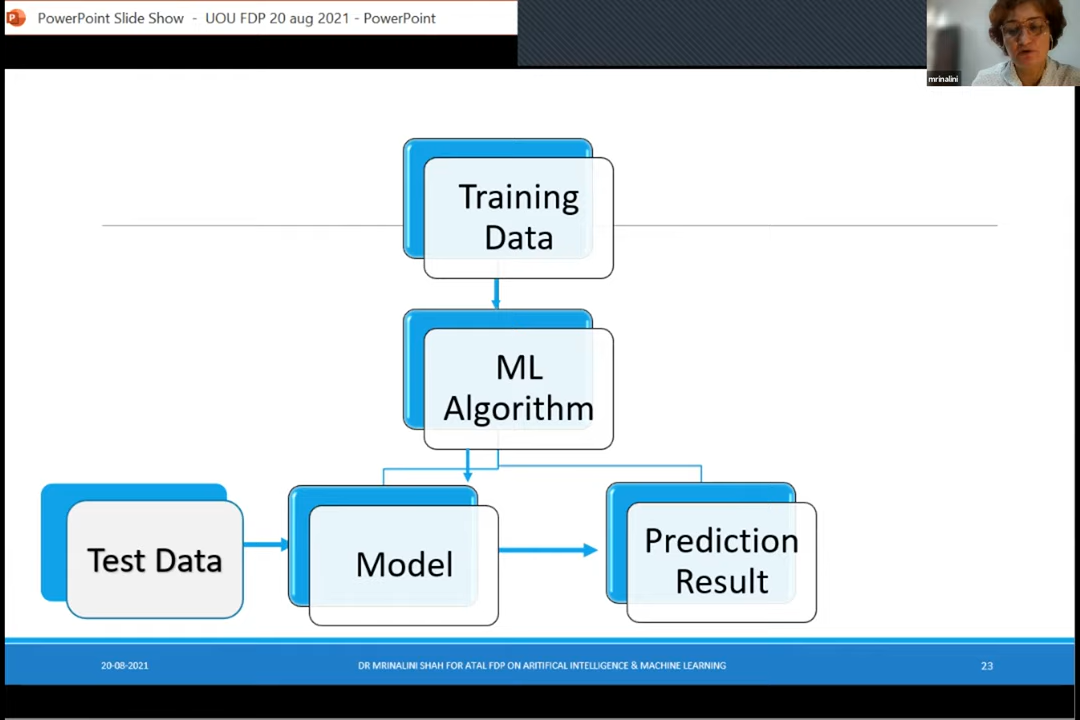 PowerPoint Slide Show - UOU FDP 20 aug 2021 - PowerPoint
mrinalini
Training
Data
ML
Algorithm
Test Data
Model
Prediction
Result
20-08-2021
DR MRINALINI SHAH FOR ATAL FDP ON ARITIFICAL INTELLIGENCE & MACHINE LEARNING
23